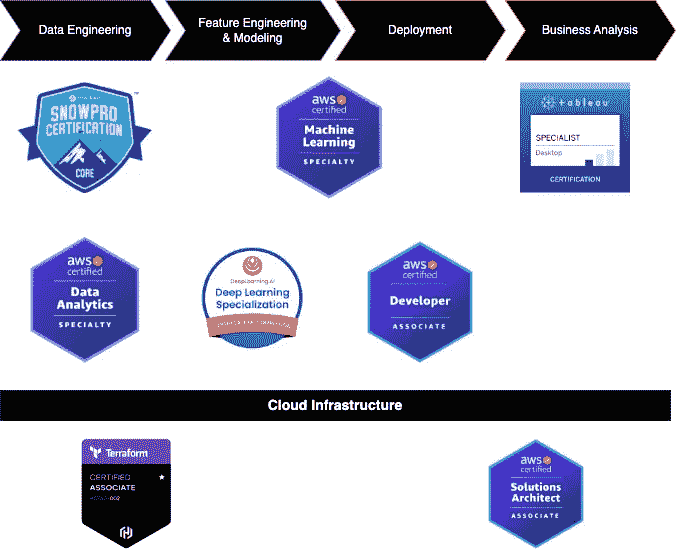 Data Engineering
Feature Engineering
& Modeling
Deployment
Business Analysis
SNOWPRO
CERTIFICATION
CORE
aws
certified
Machine
Learning
SPECIALTY
+ableau
SPECIALIST
Desktop
CERTIFICATION
aws
certified
Data
Analytics
SPECIALTY
DeepLearning.AI
Deep Learning
Specialization
aws
certified
Developer
ASSOCIATE
Cloud Infrastructure
Terraform
CERTIFIED
ASSOCIATE
002
aws
certified
Solutions
Architect
ASSOCIATE